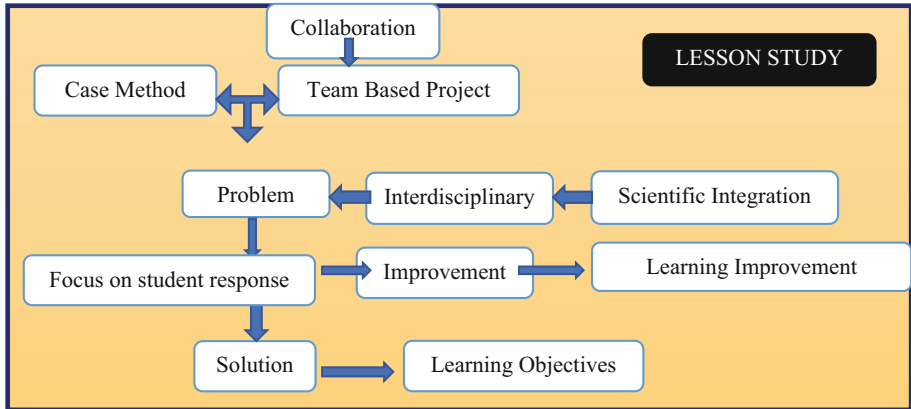 Collaboration
LESSON STUDY
Case Method
Team Based Project
Problem
Interdisciplinary
Scientific Integration
Focus on student response
Improvement
Learning Improvement
Solution
Learning Objectives